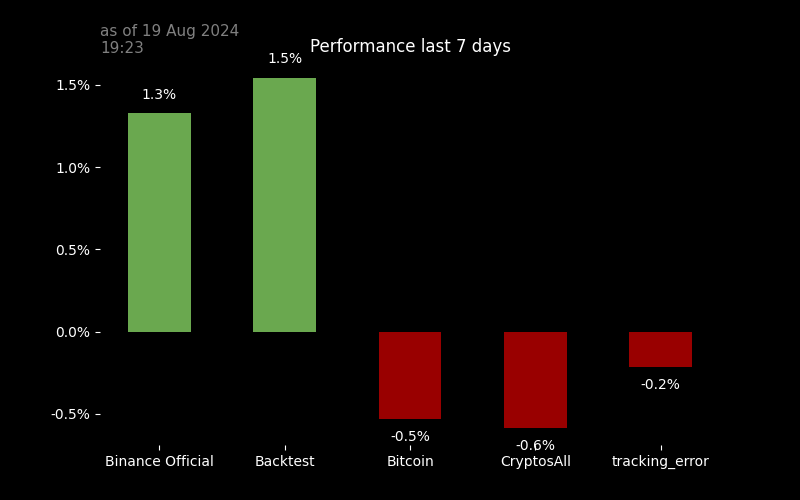 as of 19 Aug 2024
19:23
Performance last 7 days
1.5%
1.0%
0.5%
0.0%
-0.5%
1.3%
1.5%
-0.5%
-0.6%
-0.2%
Binance Official
Backtest
Bitcoin
CryptosAll
tracking_error